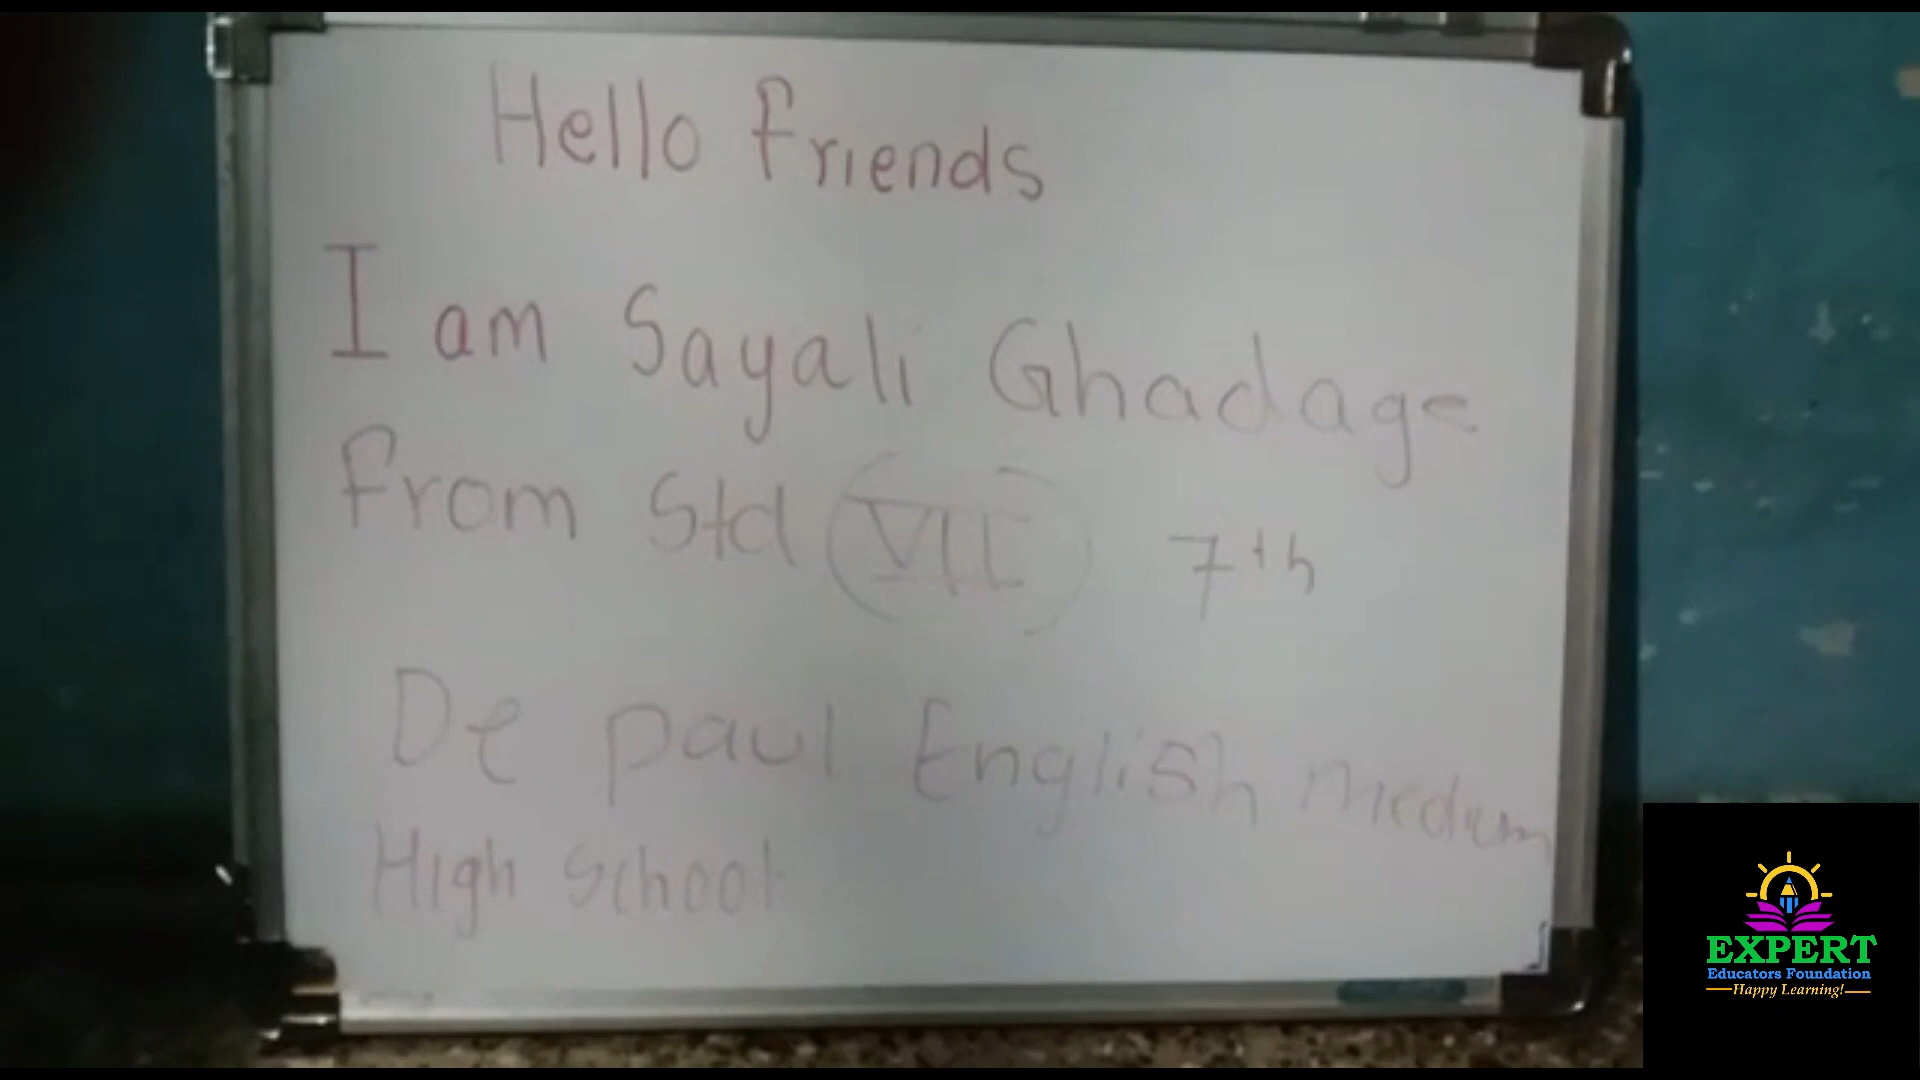 Hello friends
I am Sayali Ghadage
from Std VII 7th
De paul English medium
High School
EXPERT
Educators Foundation
Happy Learning!